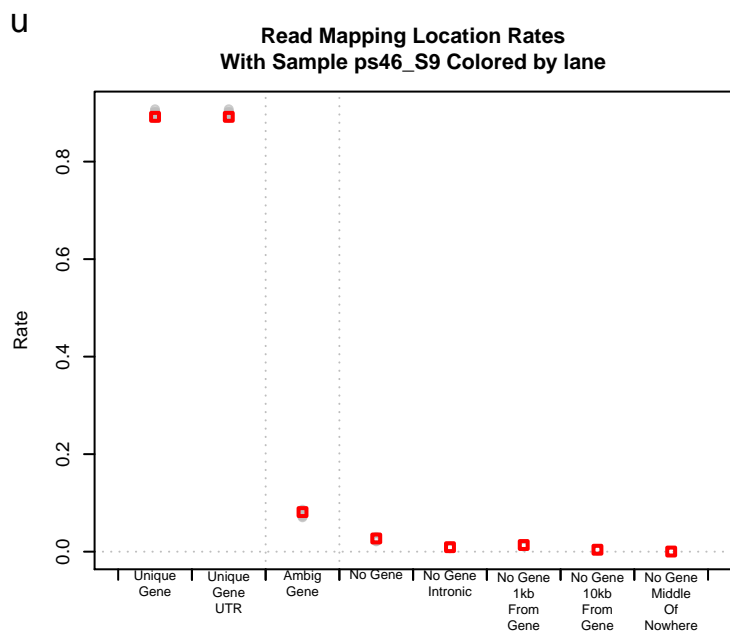 u
Read Mapping Location Rates
With Sample ps46_S9 Colored by lane
Rate
0.8
0.6
0.4
0.2
0.0
Unique
Gene
Unique
Gene
UTR
Ambig
Gene
No Gene
No Gene
Intronic
No Gene
1kb
From
Gene
No Gene
10kb
From
Gene
No Gene
Middle
Of
Nowhere